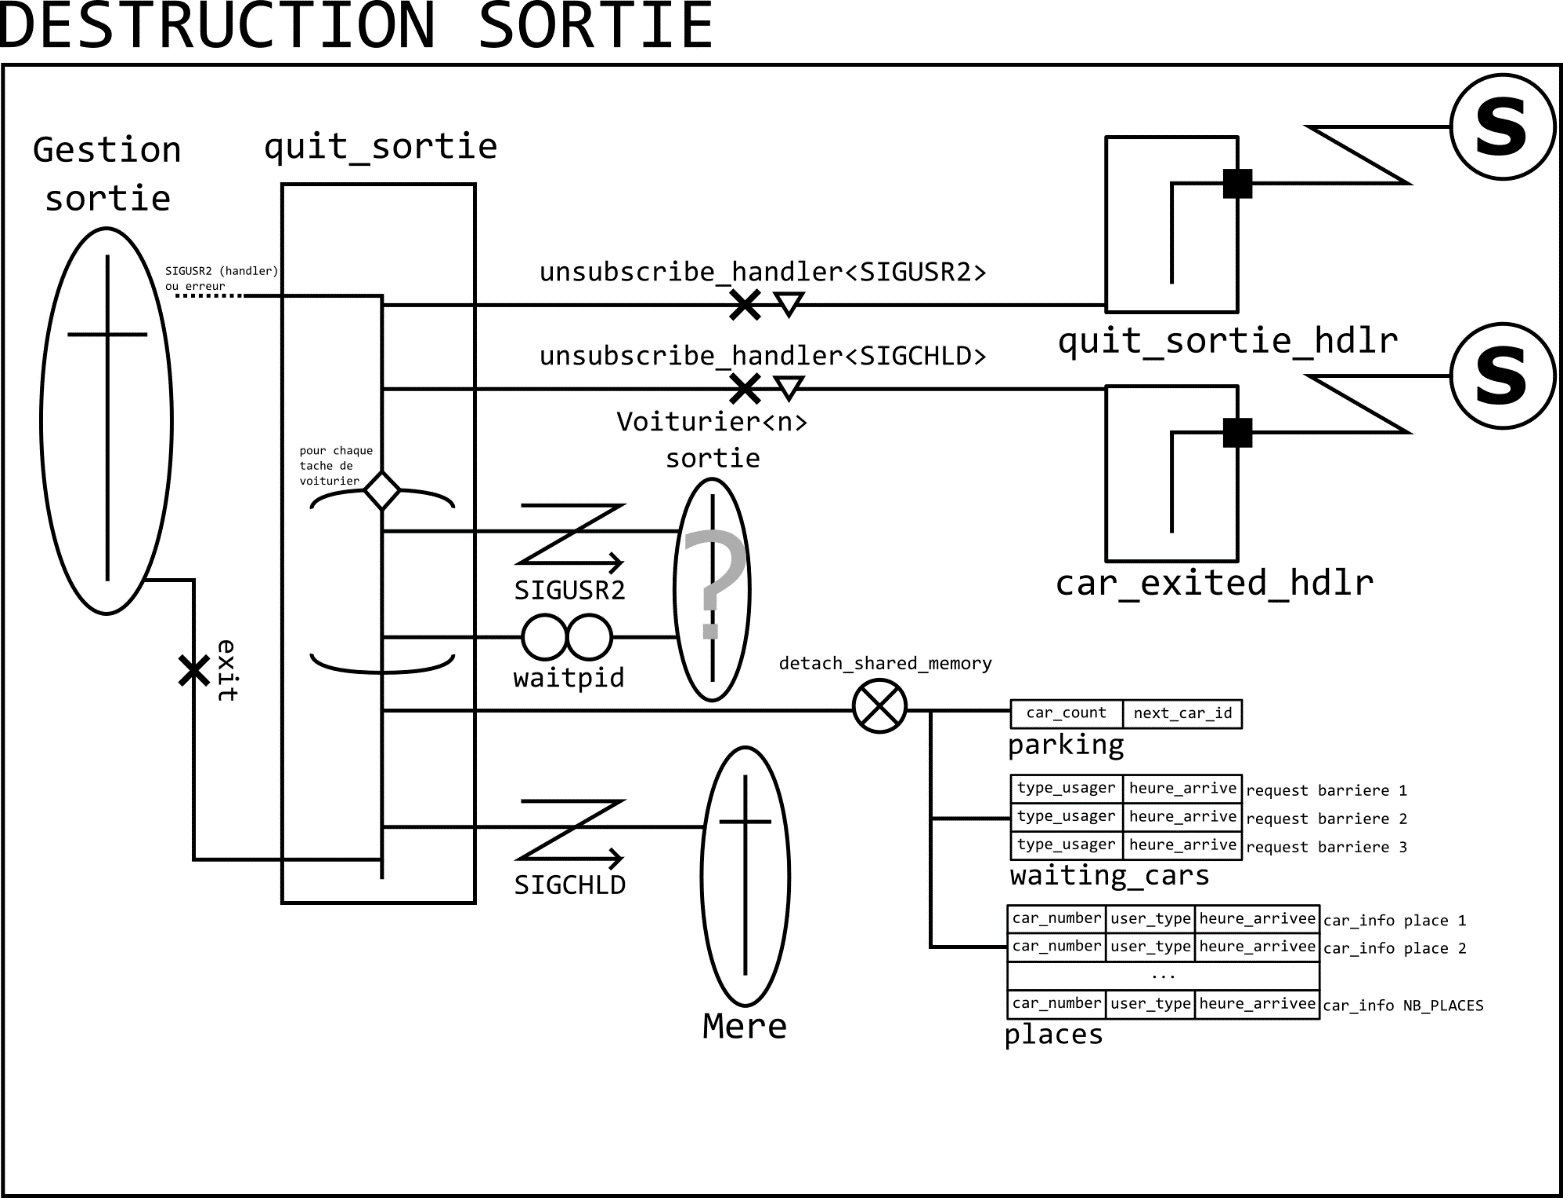 DESTRUCTION SORTIE
Gestion
sortie
quit_sortie
SIGUSR2 (handler)
ou erreur
unsubscribe_handler<SIGUSR2>
S
quit_sortie_hdlr
unsubscribe_handler<SIGCHLD>
S
car_exited_hdlr
Voiturier<n>
sortie
pour chaque
tache de
voiturier
SIGUSR2
?
waitpid
exit
detach_shared_memory
car_count next_car_id
parking
type_usager heure_arrive request barriere 1
type_usager heure_arrive request barriere 2
type_usager heure_arrive request barriere 3
waiting_cars
SIGCHLD
Mere
car_number user_type heure_arrivee car_info place 1
car_number user_type heure_arrivee car_info place 2
...
car_number user_type heure_arrivee car_info NB_PLACES
places